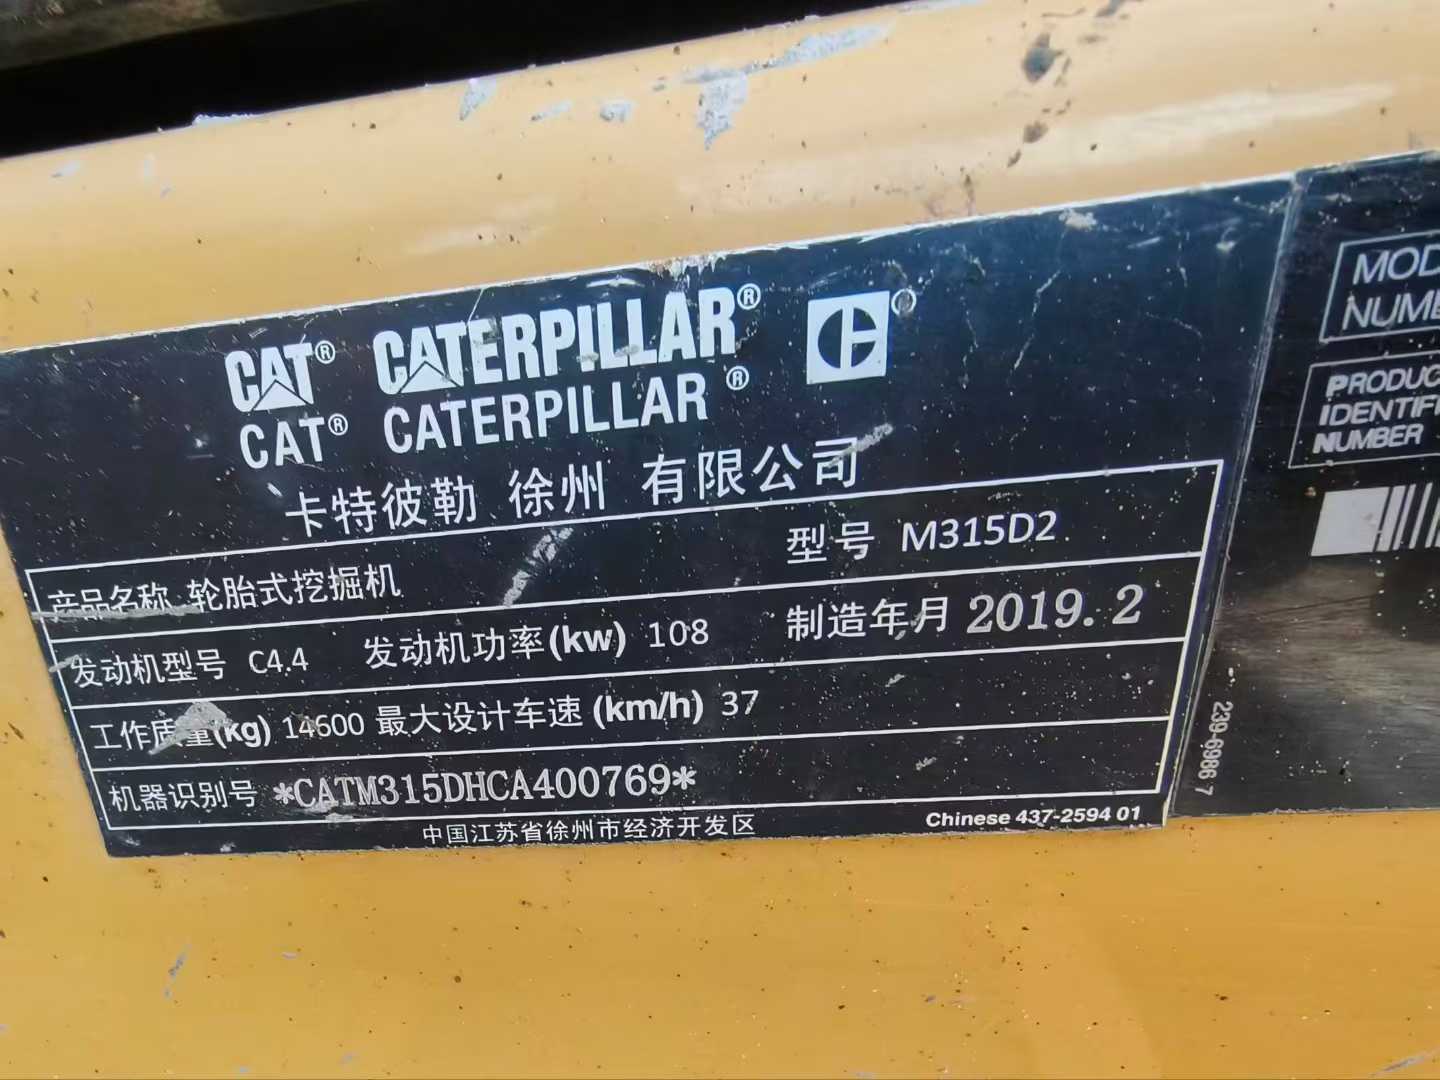 CAT® CATERPILLAR®
CAT® CATERPILLAR®
卡特彼勒 徐州 有限公司
产品名称 轮胎式挖掘机 型号 M315D2
发动机型号 C4.4 发动机功率(kw) 108 制造年月 2019. 2
工作质量(kg) 14600 最大设计车速 (km/h) 37
机器识别号 *CATM315DHCA400769*
中国江苏省徐州市经济开发区
Chinese 437-2594 01
239-6986 7
MOD
NUMBE
PRODUC
IDENTIFI
NUMBER